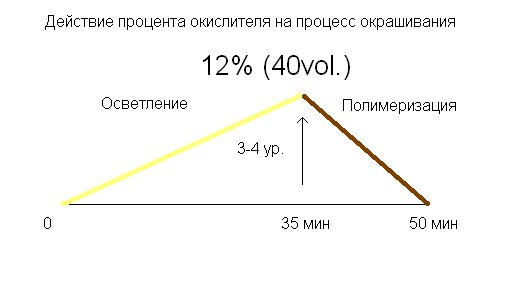 Действие процента окислителя на процесс окрашивания
12% (40vol.)
Осветление
Полимеризация
3-4 ур.
0
35 мин
50 мин